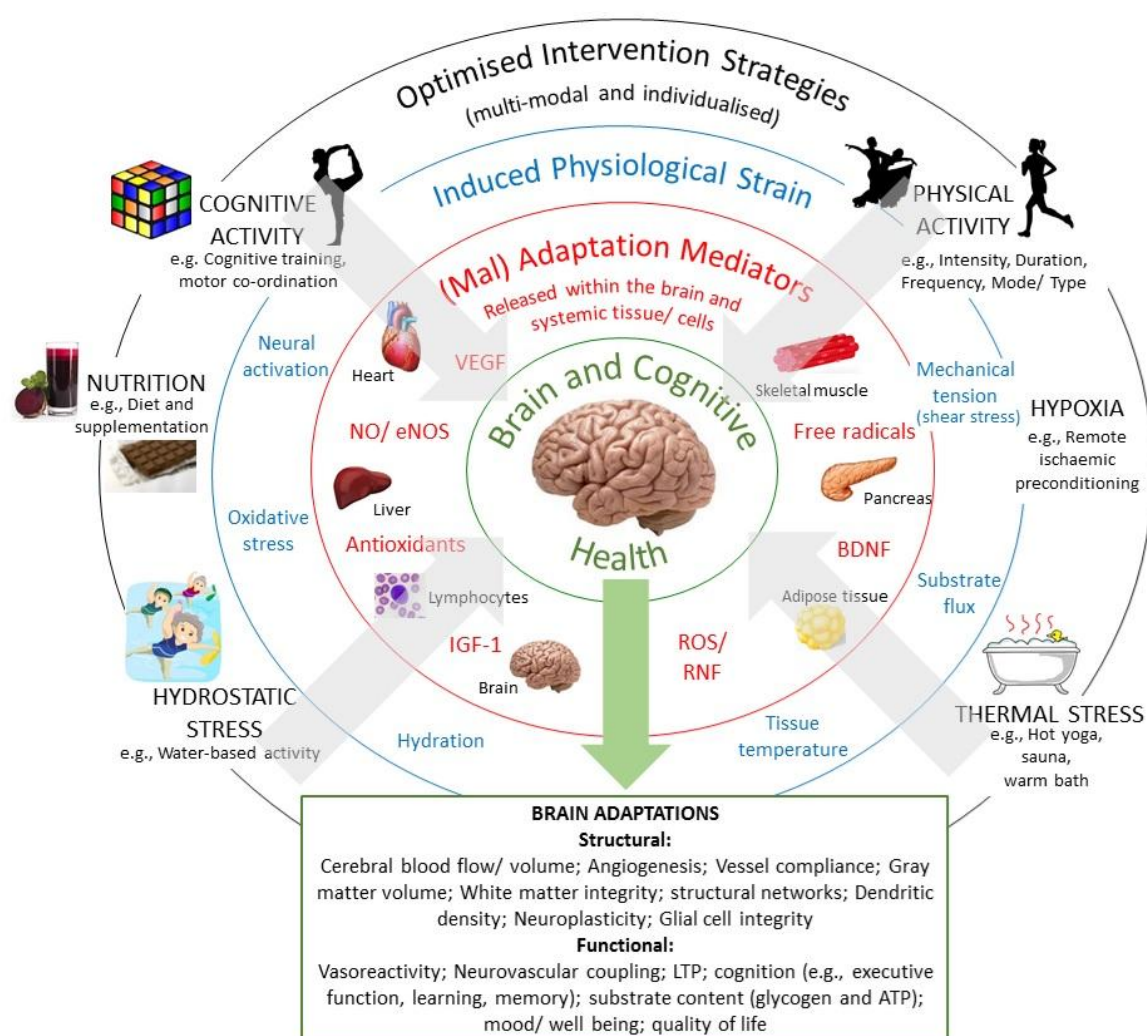 Optimised Intervention Strategies
(multi-modal and individualised)
Induced Physiological Strain
(Mal) Adaptation Mediators
Released within the brain and
systemic tissue/ cells
Brain and Cognitive
Health
COGNITIVE
ACTIVITY
e.g. Cognitive training,
motor co-ordination
PHYSICAL
ACTIVITY
e.g., Intensity, Duration,
Frequency, Mode/ Type
NUTRITION
e.g., Diet and
supplementation
HYPOXIA
e.g., Remote
ischaemic
preconditioning
HYDROSTATIC
STRESS
e.g., Water-based activity
THERMAL STRESS
e.g., Hot yoga,
sauna,
warm bath
Neural
activation
Oxidative
stress
Hydration
Mechanical
tension
(shear stress)
Substrate
flux
Tissue
temperature
Heart
VEGF
NO/ eNOS
Liver
Antioxidants
Lymphocytes
IGF-1
Brain
Skeletal muscle
Free radicals
Pancreas
BDNF
Adipose tissue
ROS/
RNF
BRAIN ADAPTATIONS
Structural:
Cerebral blood flow/ volume; Angiogenesis; Vessel compliance; Gray
matter volume; White matter integrity; structural networks; Dendritic
density; Neuroplasticity; Glial cell integrity
Functional:
Vasoreactivity; Neurovascular coupling; LTP; cognition (e.g., executive
function, learning, memory); substrate content (glycogen and ATP);
mood/ well being; quality of life